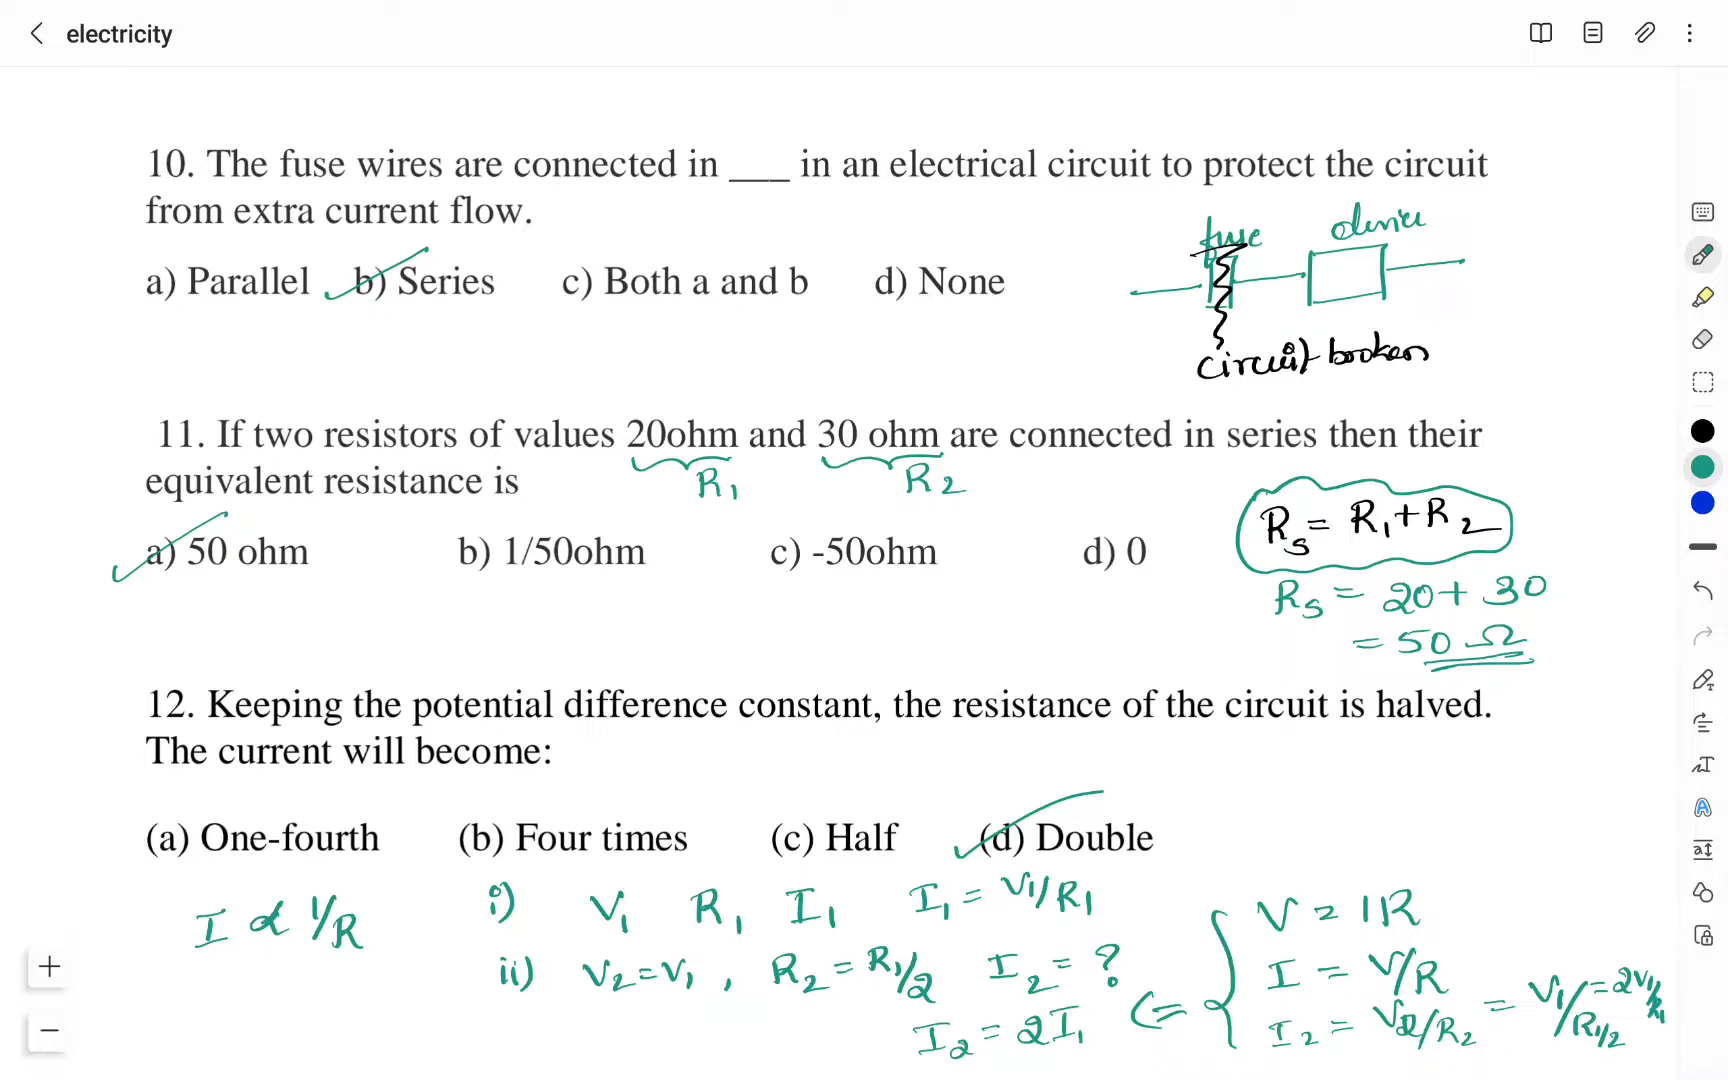 electricity
10. The fuse wires are connected in ___ in an electrical circuit to protect the circuit
from extra current flow.
fuse device
a) Parallel b) Series c) Both a and b d) None
circuit broken
11. If two resistors of values 20ohm and 30 ohm are connected in series then their
equivalent resistance is
R₁ R₂
a) 50 ohm b) 1/50ohm c) -50ohm d) 0
Rₛ = R₁+R₂
Rₛ = 20+ 30
= 50 Ω
12. Keeping the potential difference constant, the resistance of the circuit is halved.
The current will become:
(a) One-fourth (b) Four times (c) Half (d) Double
I ∝ 1/R
i) V₁ R₁ I₁ I₁ = V₁/R₁
ii) V₂=V₁ , R₂ = R₁/2 I₂ = ?
I₂ = 2I₁ <=
V = IR
I = V/R
I₂ = V₂/R₂ = V₁/R₁/2 = 2V₁/R₁